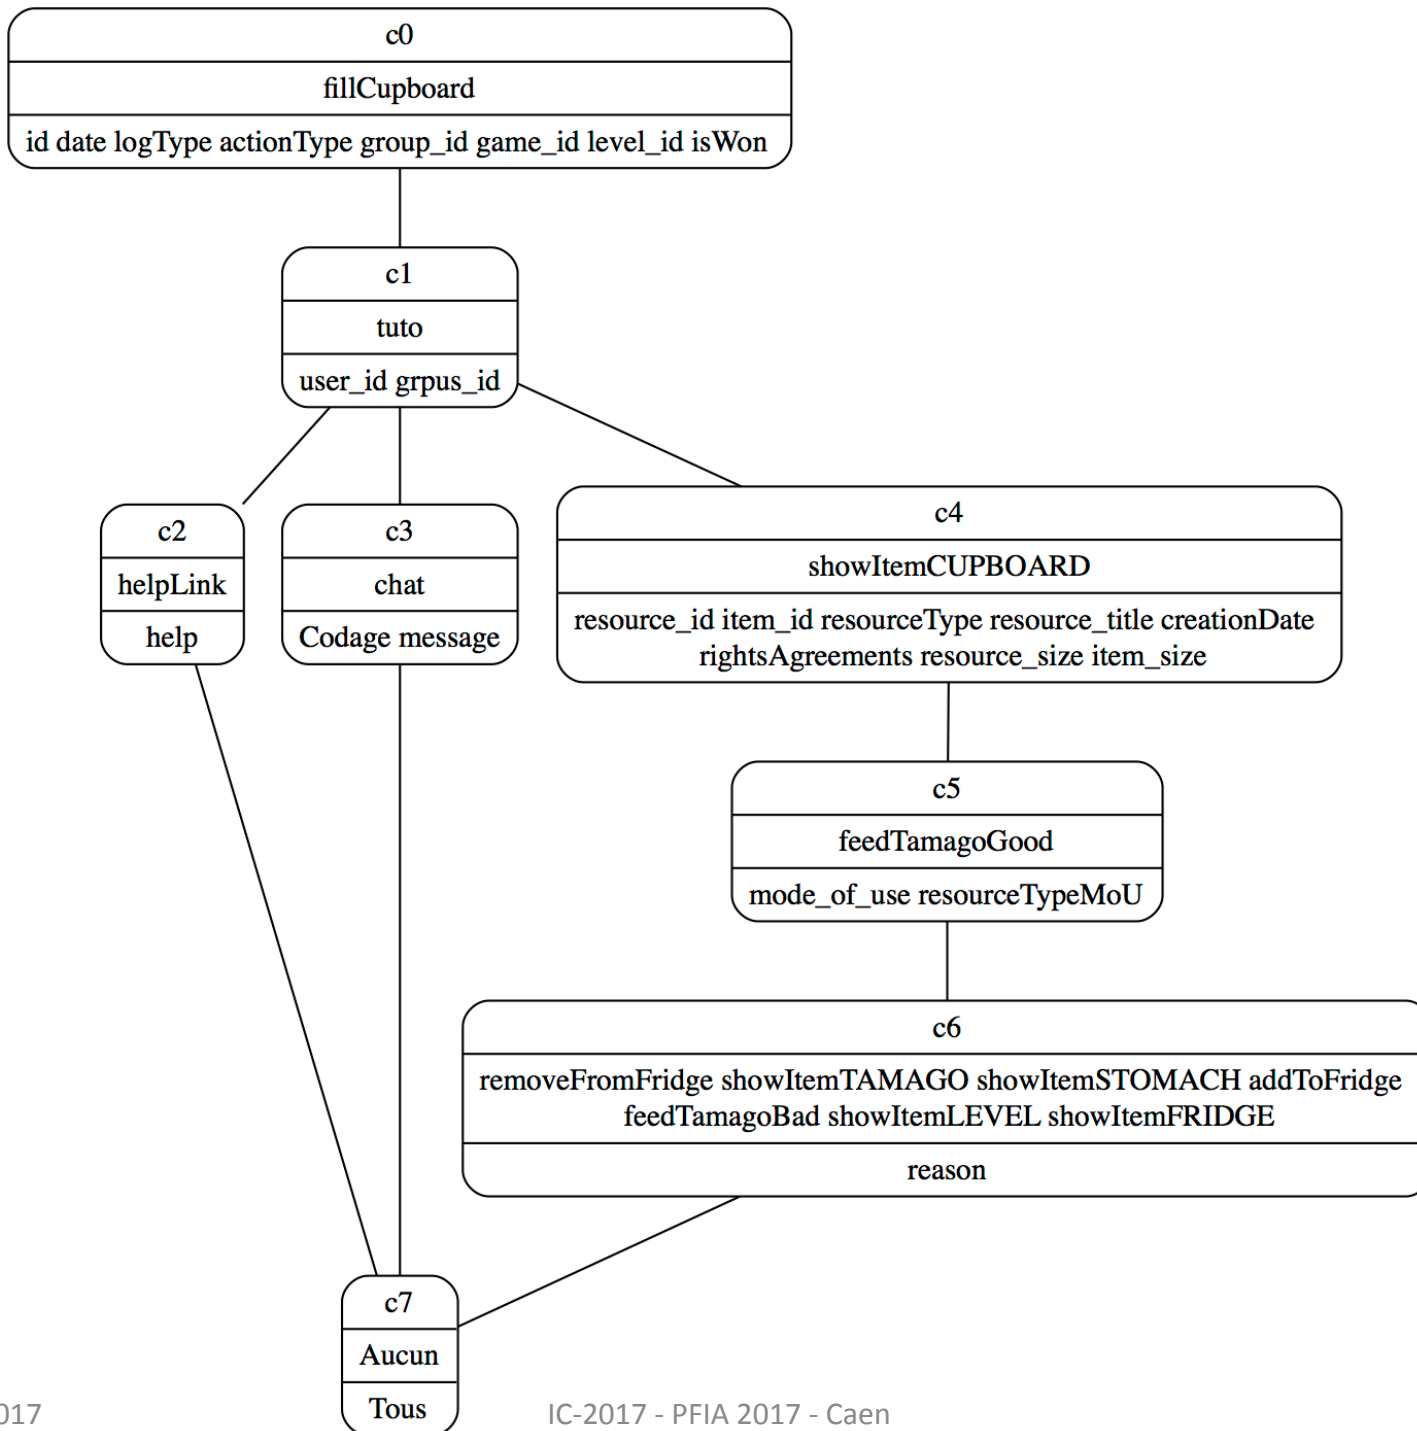 c0
fillCupboard
id date logType actionType group_id game_id level_id isWon
c1
tuto
user_id grpus_id
c2
helpLink
help
c3
chat
Codage message
c4
showItemCUPBOARD
resource_id item_id resourceType resource_title creationDate
rightsAgreements resource_size item_size
c5
feedTamagoGood
mode_of_use resourceTypeMoU
c6
removeFromFridge showItemTAMAGO showItemSTOMACH addToFridge
feedTamagoBad showItemLEVEL showItemFRIDGE
reason
c7
Aucun
Tous
017
IC-2017 - PFIA 2017 - Caen